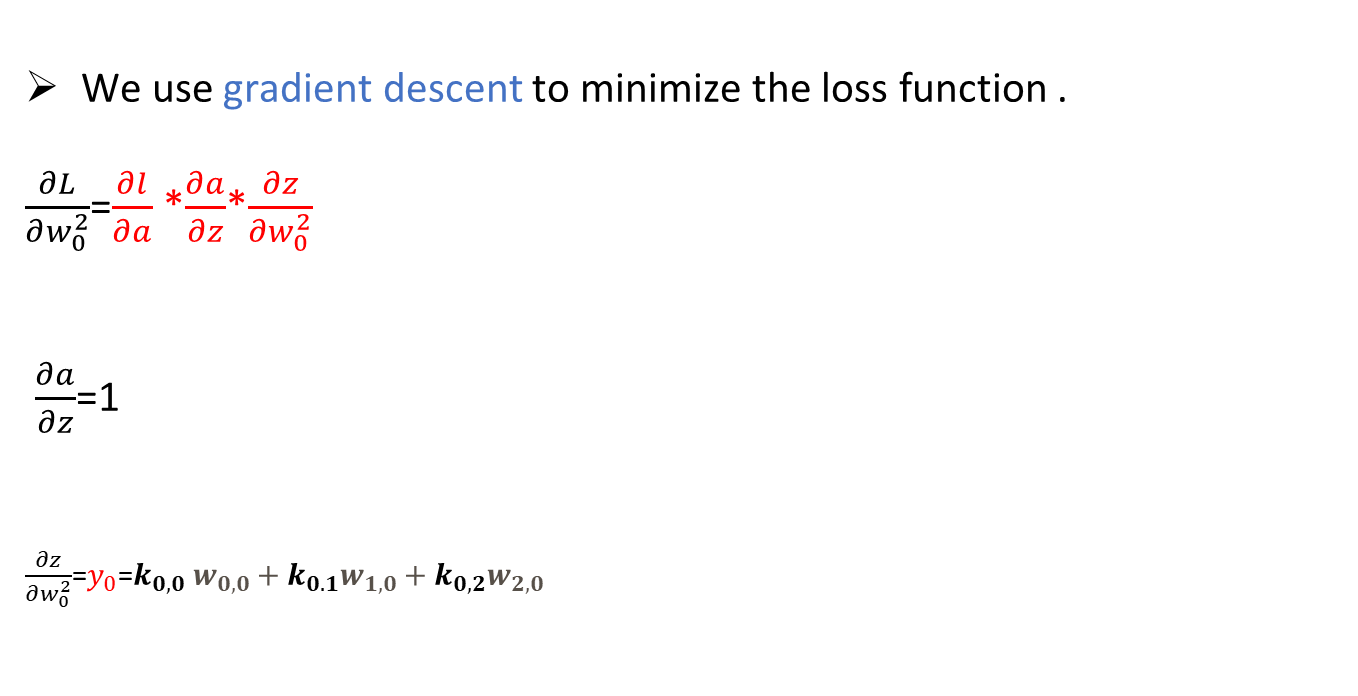 ➢ We use gradient descent to minimize the loss function .
∂L/∂w₀²=∂l/∂a *∂a/∂z*∂z/∂w₀²
∂a/∂z=1
∂z/∂w₀²=y₀=k₀,₀ w₀,₀ + k₀.₁w₁,₀ + k₀,₂w₂,₀